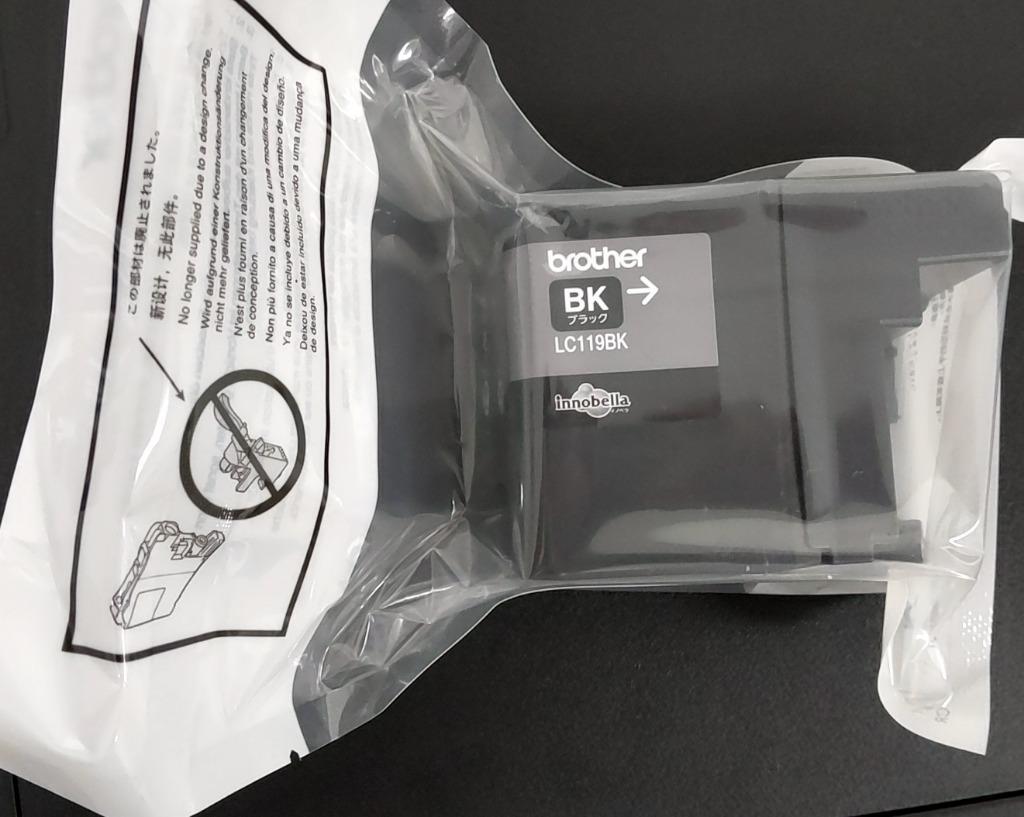 この部材は廃止されました。
新设计，无此部件。
No longer supplied due to a design change.
Wird aufgrund einer Konstruktionsänderung
nicht mehr geliefert.
N'est plus fourni en raison d'un changement
de conception.
Non più fornito a causa di una modifica del design.
Ya no se incluye debido a un cambio de diseño.
Deixou de estar incluído devido a uma mudança
de design.
brother
BK
ブラック
LC119BK
innobella
イノベラ